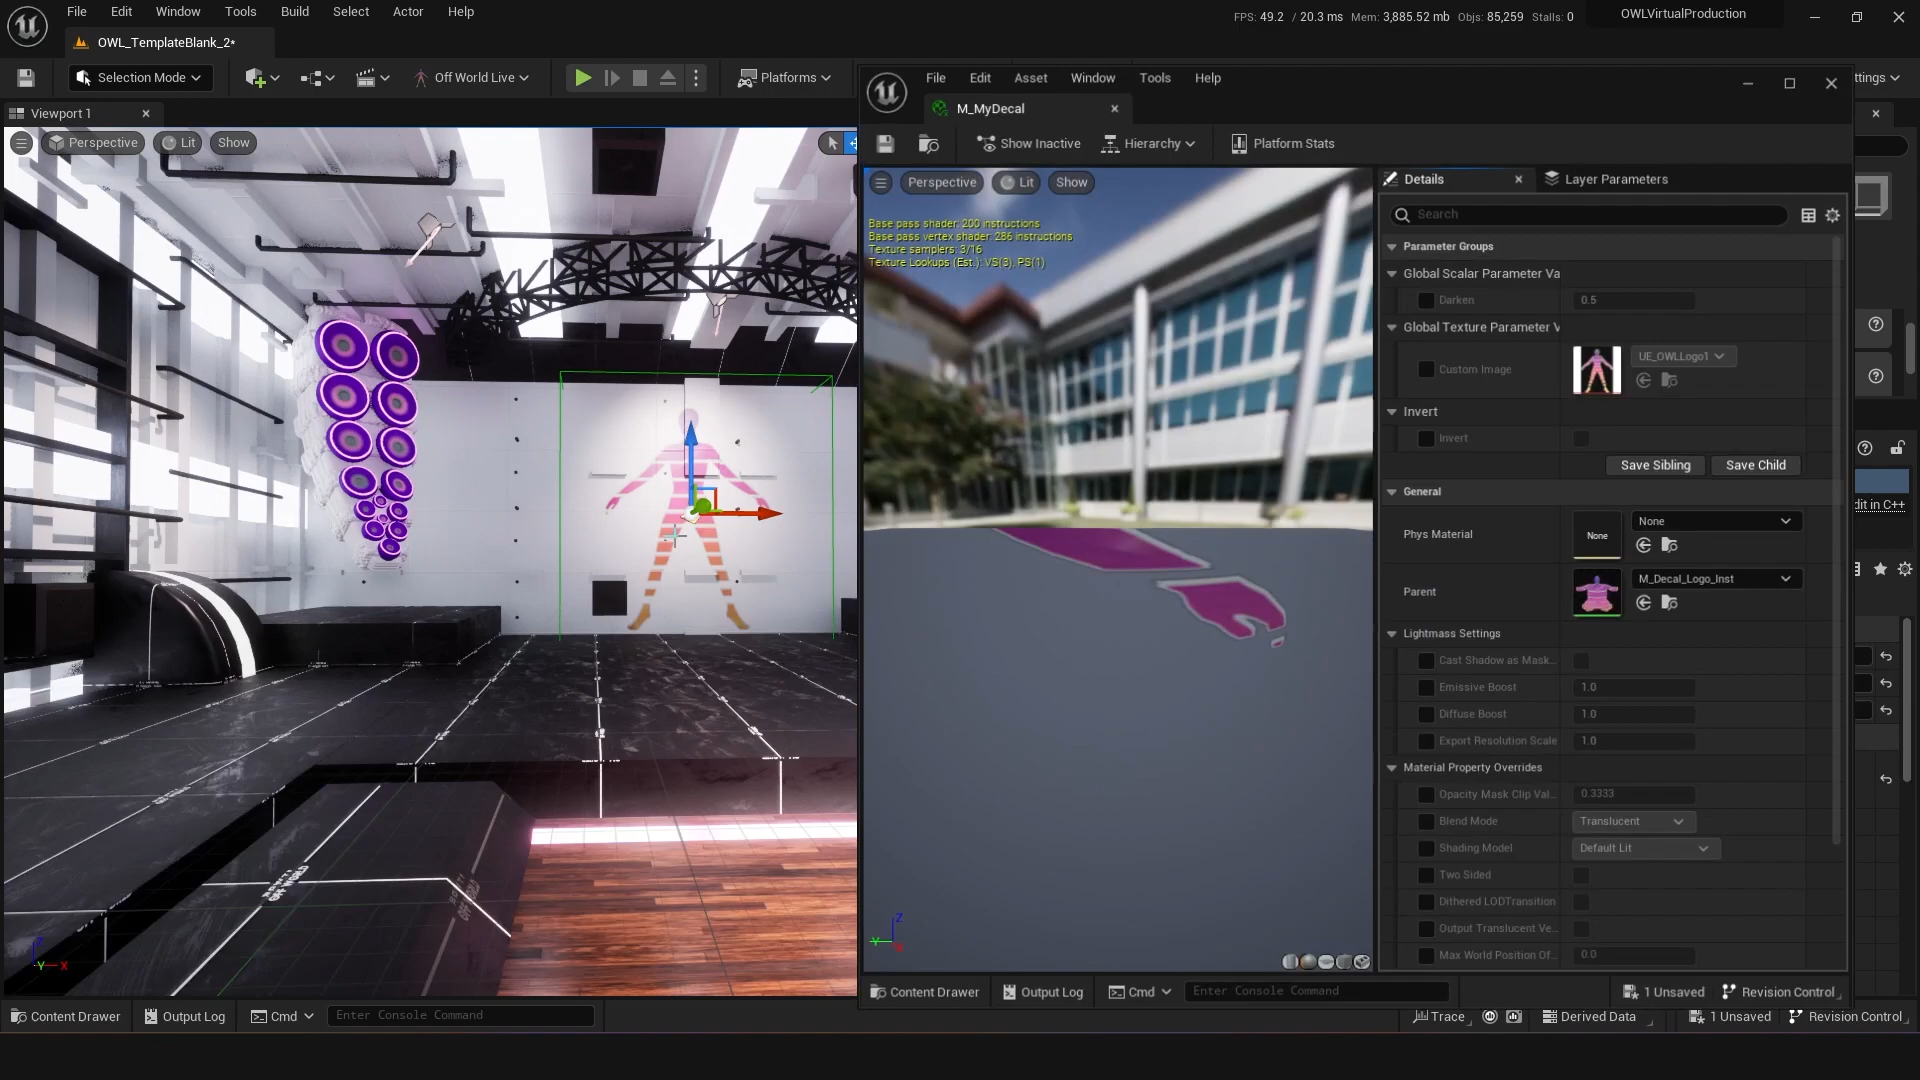 File Edit Window Tools Build Select Actor Help
FPS: 49.2 / 20.3 ms Mem: 3,885.52 mb Objs: 85,259 Stalls: 0
OWLVirtualProduction
OWL_TemplateBlank_2*
Selection Mode
Off World Live
Platforms
ttings
Viewport 1
Perspective Lit Show
File Edit Asset Window Tools Help
M_MyDecal
Show Inactive Hierarchy Platform Stats
Perspective Lit Show
Base pass shader: 200 instructions
Base pass vertex shader: 286 instructions
Texture samplers: 3/16
Texture Lookups (Est.): VS(3), PS(1)
Details Layer Parameters
Search
Parameter Groups
Global Scalar Parameter Va
Darken 0.5
Global Texture Parameter V
Custom Image UE_OWLLogo1
Invert
Invert
Save Sibling Save Child
General
Phys Material None None
Parent M_Decal_Logo_Inst
Lightmass Settings
Cast Shadow as Mask...
Emissive Boost 1.0
Diffuse Boost 1.0
Export Resolution Scale 1.0
Material Property Overrides
Opacity Mask Clip Val... 0.3333
Blend Mode Translucent
Shading Model Default Lit
Two Sided
Dithered LODTransition
Output Translucent Ve...
Max World Position Of... 0.0
dit in C++
OFF WORLD
Z
Y X
Z
Y
Content Drawer Output Log Cmd Enter Console Command
1 Unsaved Revision Control
Content Drawer Output Log Cmd Enter Console Command
Trace Derived Data 1 Unsaved Revision Control